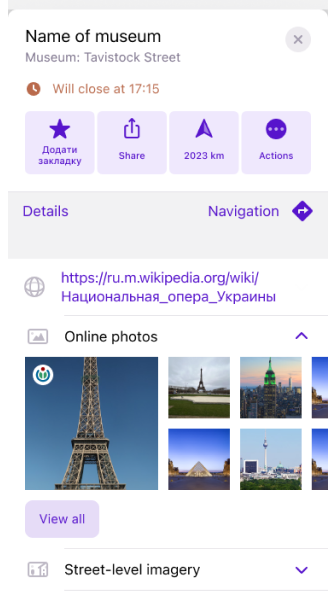 Name of museum
Museum: Tavistock Street
Will close at 17:15
Додати
закладку
Share
2023 km
Actions
Details
Navigation
https://ru.m.wikipedia.org/wiki/
Национальная_опера_Украины
Online photos
View all
Street-level imagery